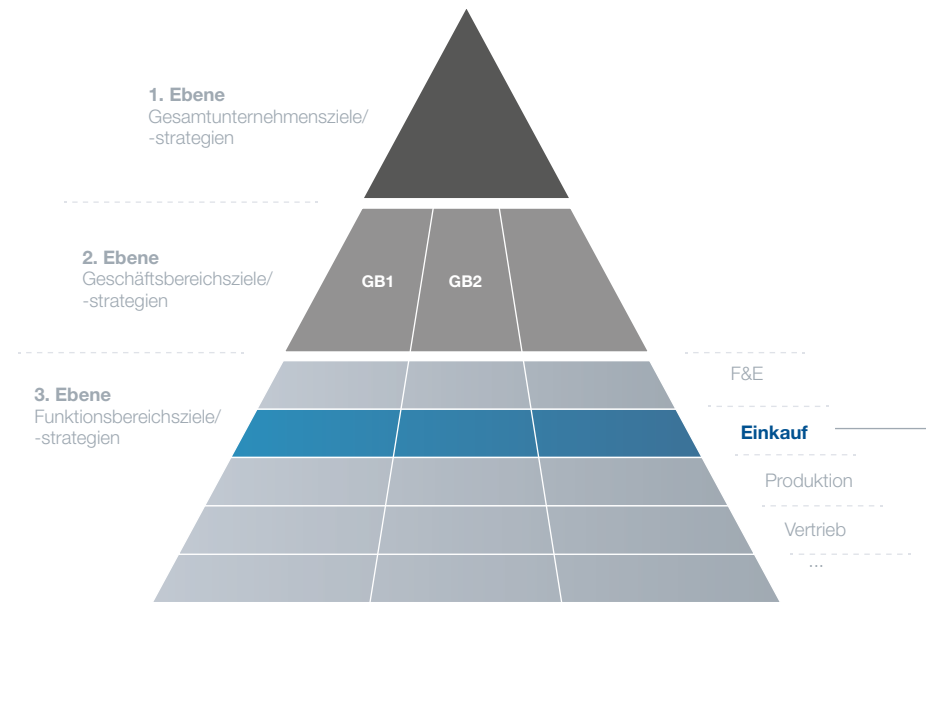 1. Ebene
Gesamtunternehmensziele/
-strategien
2. Ebene
Geschäftsbereichsziele/
-strategien
GB1
GB2
3. Ebene
Funktionsbereichsziele/
-strategien
F&E
Einkauf
Produktion
Vertrieb
...